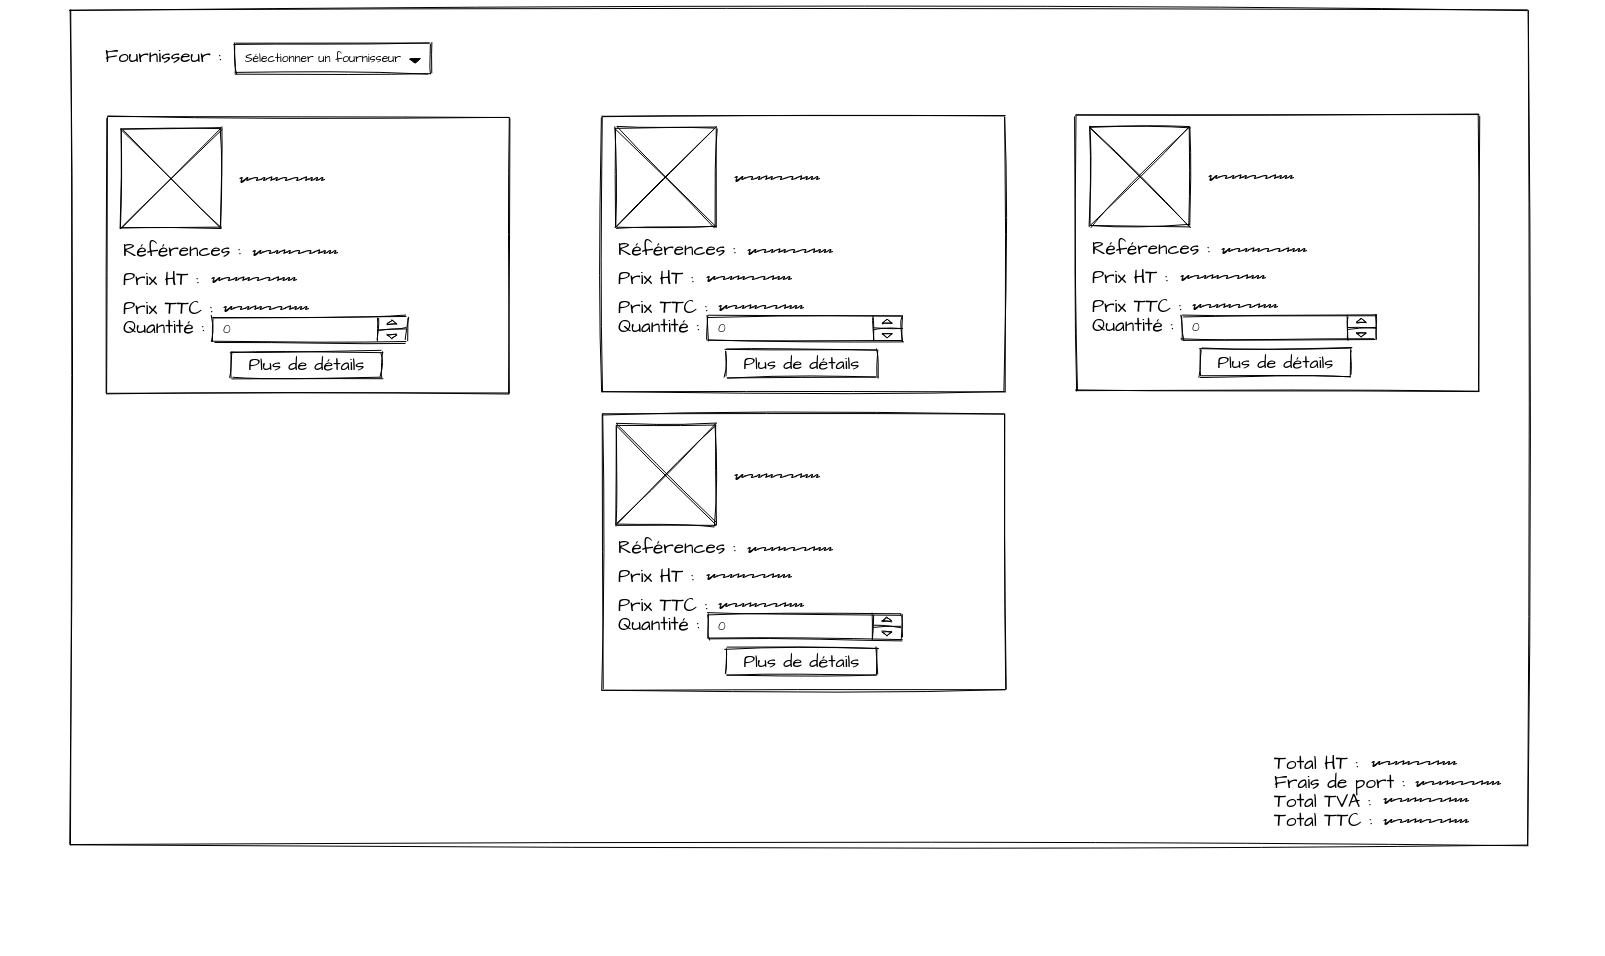 Fournisseur :
Sélectionner un fournisseur
Références :
Prix HT :
Prix TTC :
Quantité :
0
Plus de détails
Références :
Prix HT :
Prix TTC :
Quantité :
0
Plus de détails
Références :
Prix HT :
Prix TTC :
Quantité :
0
Plus de détails
Références :
Prix HT :
Prix TTC :
Quantité :
0
Plus de détails
Total HT :
Frais de port :
Total TVA :
Total TTC :